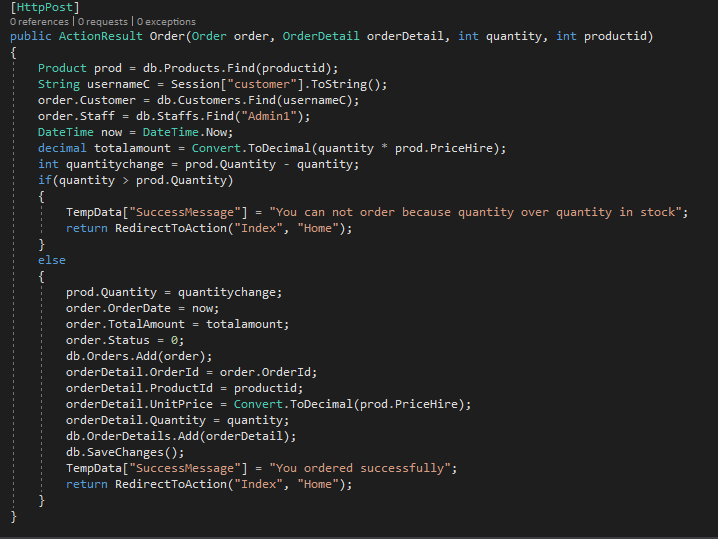 [HttpPost]
0 references | 0 requests | 0 exceptions
public ActionResult Order(Order order, OrderDetail orderDetail, int quantity, int productid)
{
Product prod = db.Products.Find(productid);
String usernameC = Session["customer"].ToString();
order.Customer = db.Customers.Find(usernameC);
order.Staff = db.Staffs.Find("Admin1");
DateTime now = DateTime.Now;
decimal totalamount = Convert.ToDecimal(quantity * prod.PriceHire);
int quantitychange = prod.Quantity - quantity;
if(quantity > prod.Quantity)
{
TempData["SuccessMessage"] = "You can not order because quantity over quantity in stock";
return RedirectToAction("Index", "Home");
}
else
{
prod.Quantity = quantitychange;
order.OrderDate = now;
order.TotalAmount = totalamount;
order.Status = 0;
db.Orders.Add(order);
orderDetail.OrderId = order.OrderId;
orderDetail.ProductId = productid;
orderDetail.UnitPrice = Convert.ToDecimal(prod.PriceHire);
orderDetail.Quantity = quantity;
db.OrderDetails.Add(orderDetail);
db.SaveChanges();
TempData["SuccessMessage"] = "You ordered successfully";
return RedirectToAction("Index", "Home");
}
}